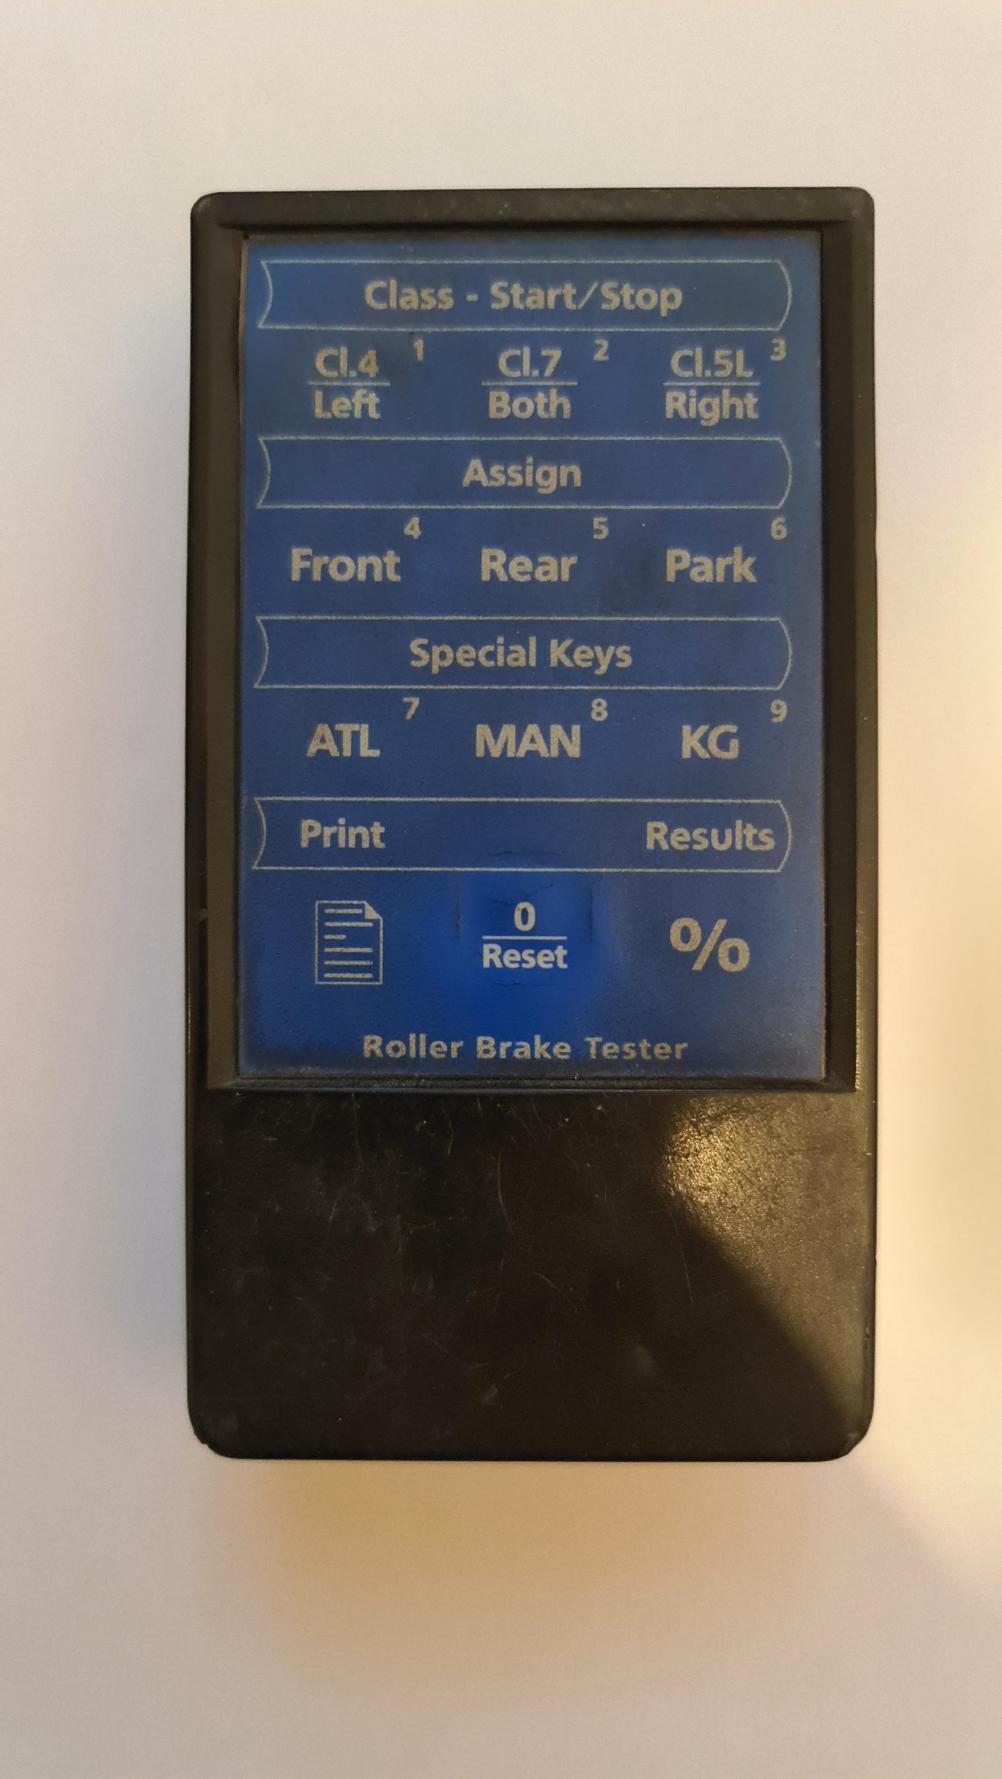 Class - Start/Stop
1 2 3
Cl.4 Cl.7 Cl.5L
Left Both Right
Assign
4 5 6
Front Rear Park
Special Keys
7 8 9
ATL MAN KG
Print Results
0
Reset %
Roller Brake Tester